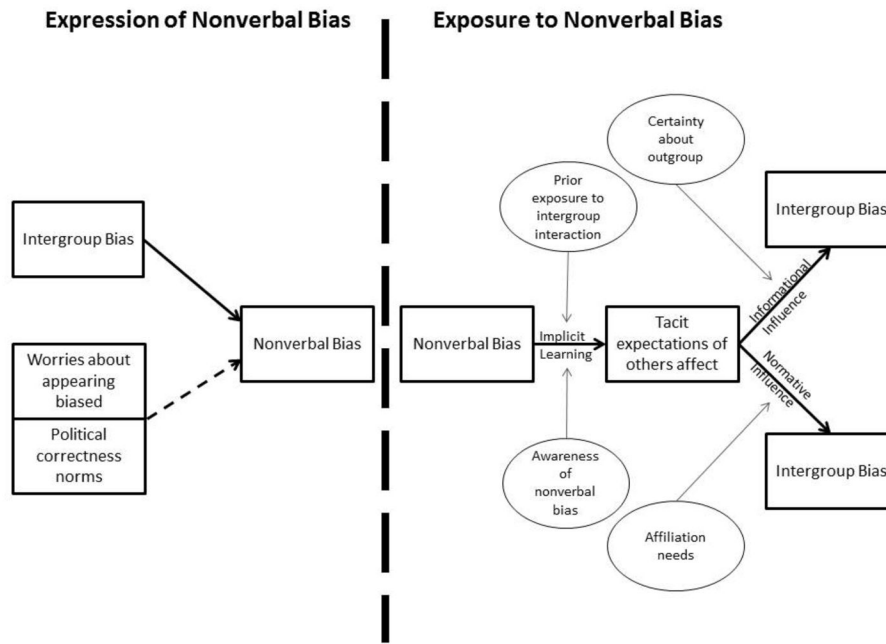 Expression of Nonverbal Bias
Exposure to Nonverbal Bias
Intergroup Bias
Worries about
appearing
biased
Political
correctness
norms
Nonverbal Bias
Nonverbal Bias
Implicit
Learning
Prior
exposure to
intergroup
interaction
Awareness
of
nonverbal
bias
Tacit
expectations of
others affect
Certainty
about
outgroup
Informational
Influence
Intergroup Bias
Normative
Influence
Affiliation
needs
Intergroup Bias